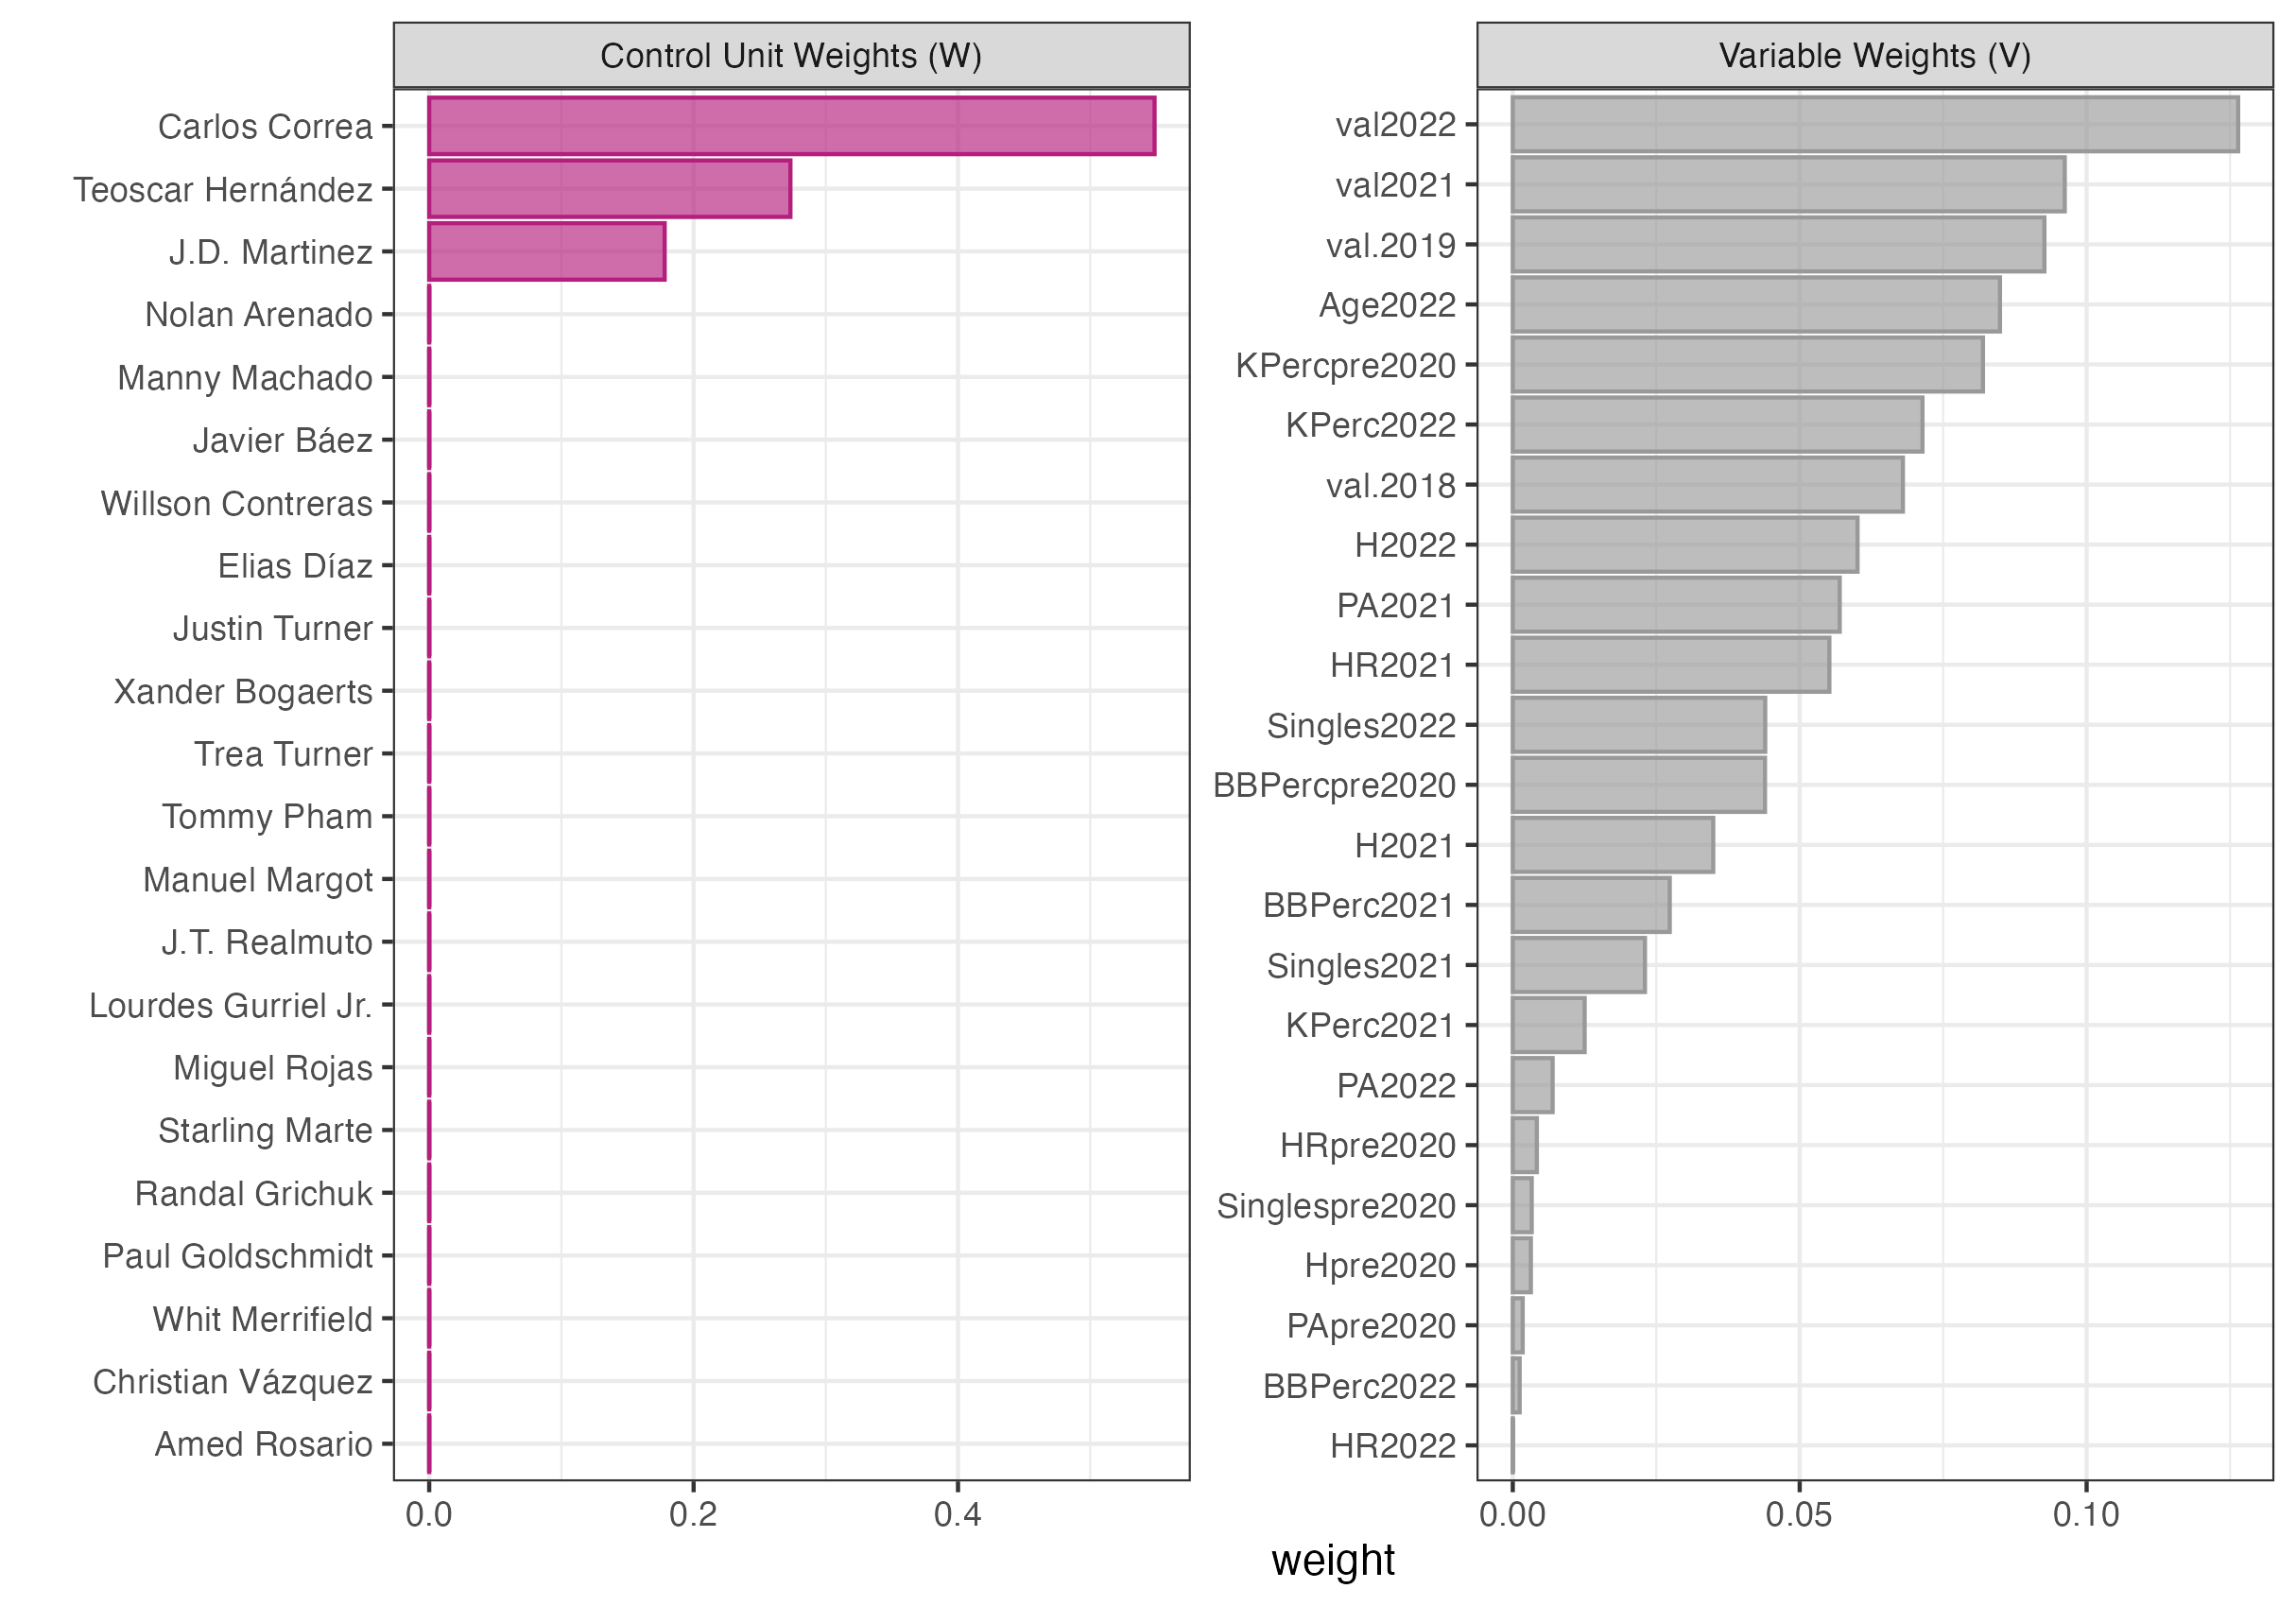 Control Unit Weights (W)
Carlos Correa
Teoscar Hernández
J.D. Martinez
Nolan Arenado
Manny Machado
Javier Báez
Willson Contreras
Elias Díaz
Justin Turner
Xander Bogaerts
Trea Turner
Tommy Pham
Manuel Margot
J.T. Realmuto
Lourdes Gurriel Jr.
Miguel Rojas
Starling Marte
Randal Grichuk
Paul Goldschmidt
Whit Merrifield
Christian Vázquez
Amed Rosario
0.0 0.2 0.4
Variable Weights (V)
val2022
val2021
val.2019
Age2022
KPercpre2020
KPerc2022
val.2018
H2022
PA2021
HR2021
Singles2022
BBPercpre2020
H2021
BBPerc2021
Singles2021
KPerc2021
PA2022
HRpre2020
Singlespre2020
Hpre2020
PApre2020
BBPerc2022
HR2022
0.00 0.05 0.10
weight